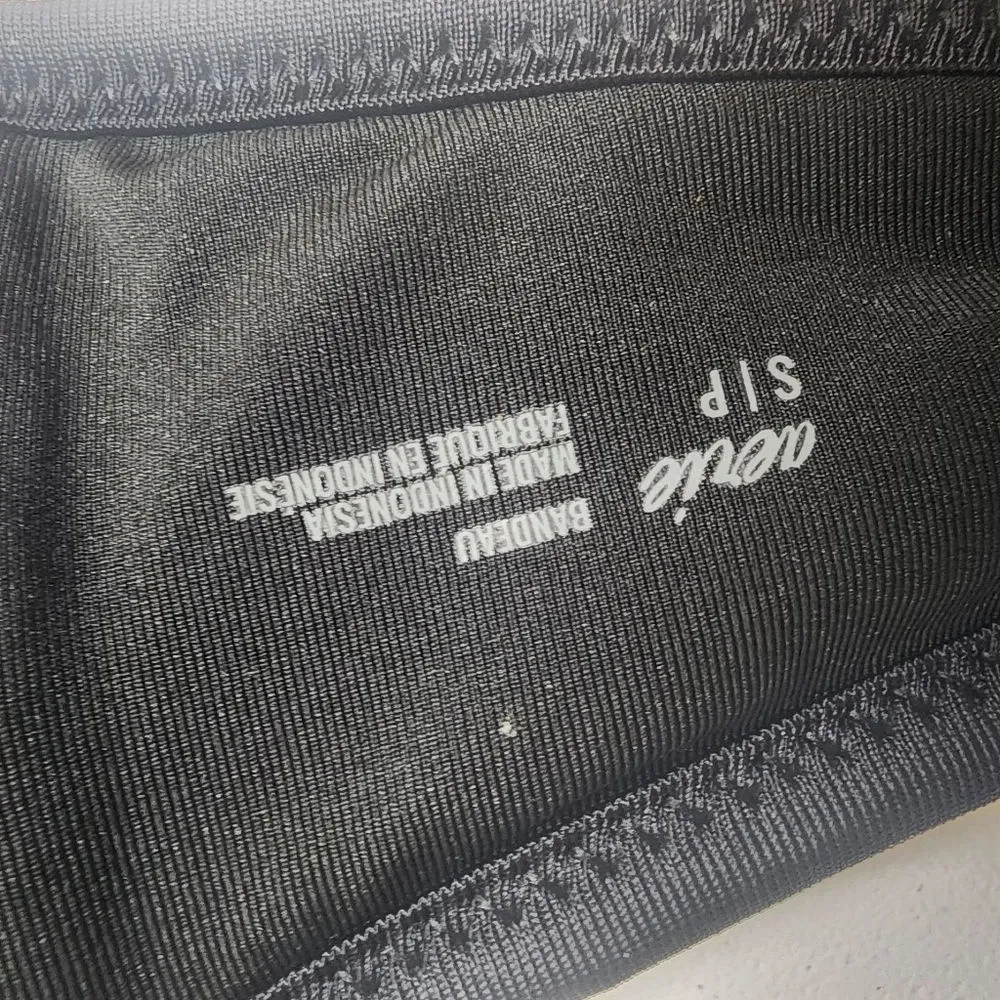 aerie
S | P
BANDEAU
MADE IN INDONESIA
FABRIQUÉ EN INDONÉSIE